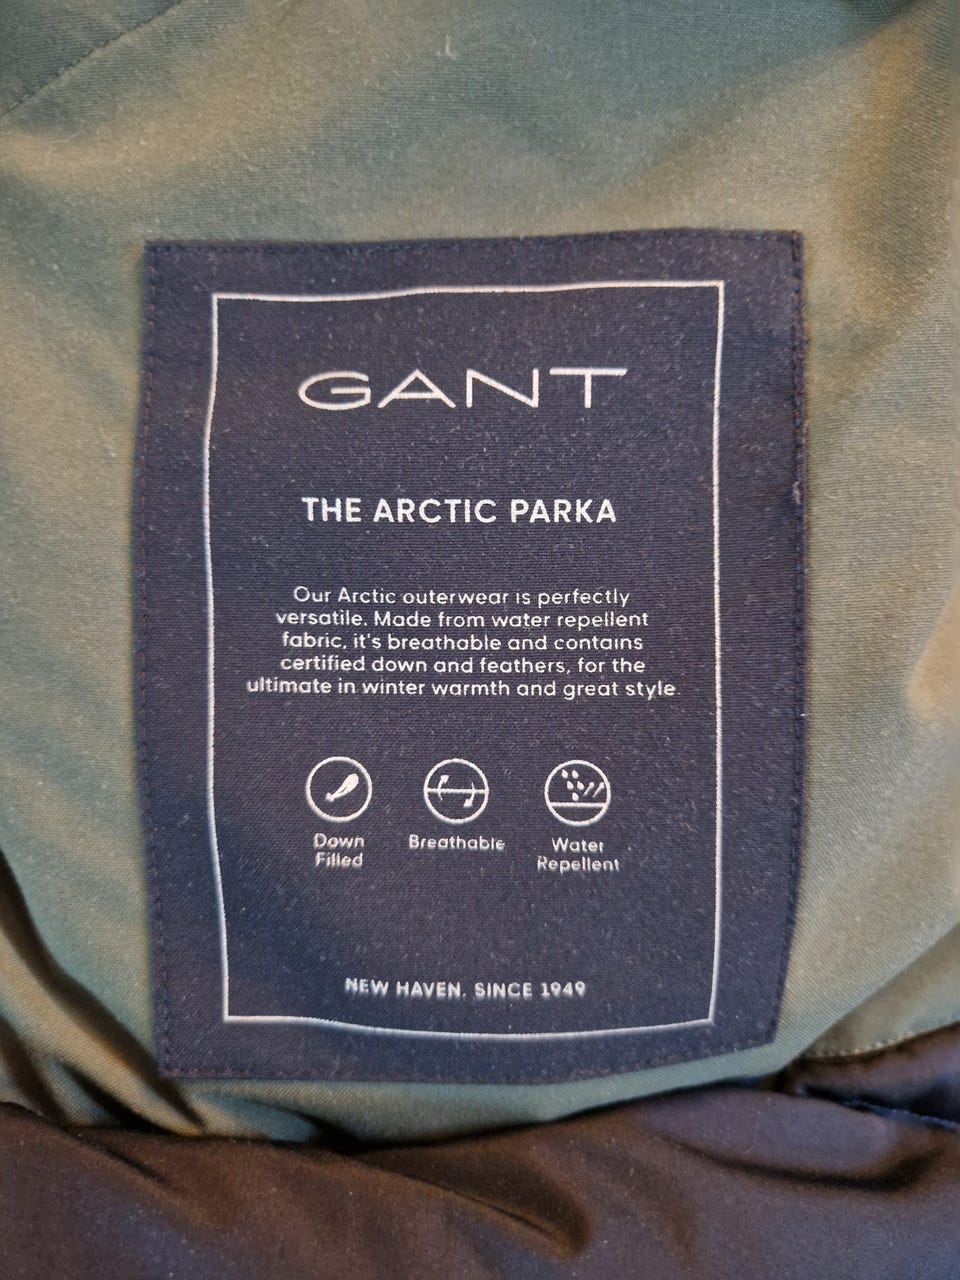 GANT
THE ARCTIC PARKA
Our Arctic outerwear is perfectly
versatile. Made from water repellent
fabric, it's breathable and contains
certified down and feathers, for the
ultimate in winter warmth and great style.
Down Breathable Water
Filled Repellent
NEW HAVEN, SINCE 1949